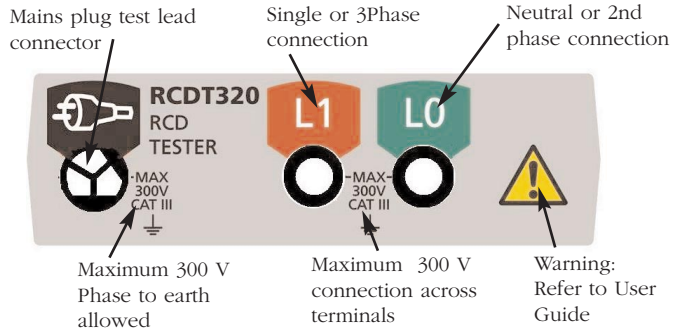 Mains plug test lead
connector
Single or 3Phase
connection
Neutral or 2nd
phase connection
RCDT320
RCD
TESTER
L1
L0
-MAX
300V
CAT III
-MAX-
300V
CAT III
Maximum 300 V
Phase to earth
allowed
Maximum 300 V
connection across
terminals
Warning:
Refer to User
Guide